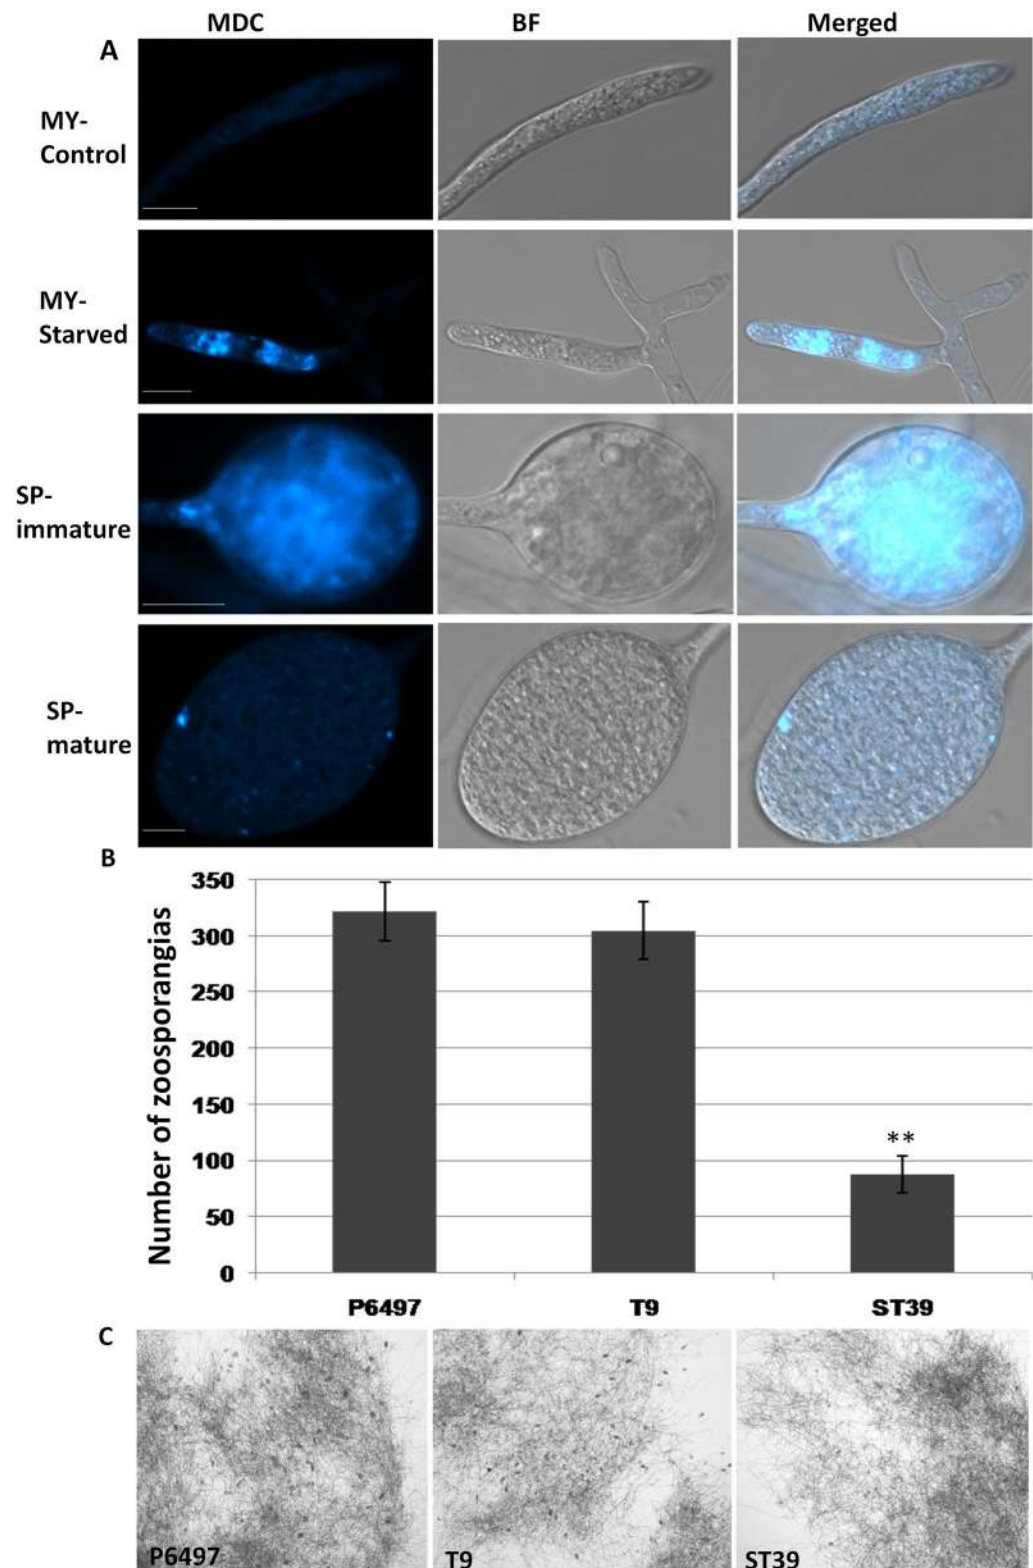 MDC BF Merged
A
MY-
Control
MY-
Starved
SP-
immature
SP-
mature
B
Number of zoosporangias
350
300
250
200
150
100
50
0
**
P6497 T9 ST39
C
P6497 T9 ST39